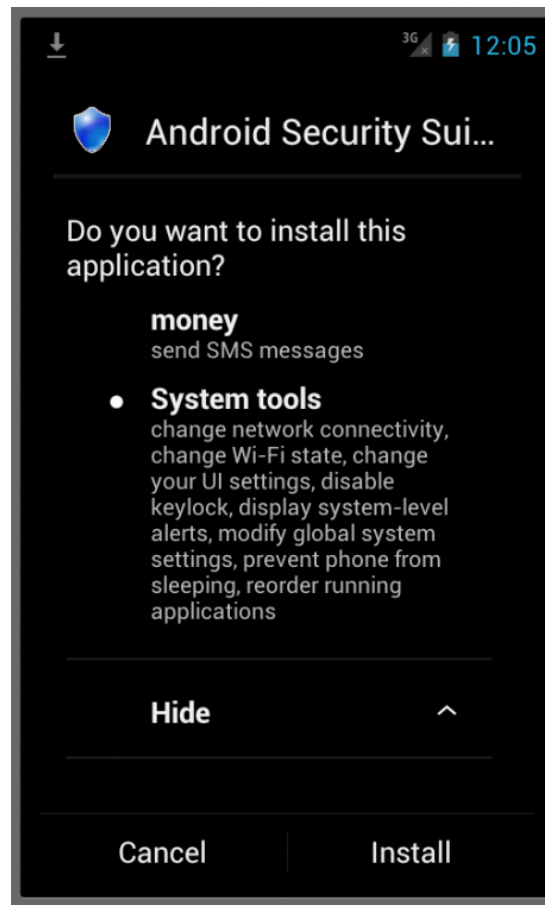 3G 12:05
Android Security Sui...
Do you want to install this
application?
money
send SMS messages
● System tools
change network connectivity,
change Wi-Fi state, change
your UI settings, disable
keylock, display system-level
alerts, modify global system
settings, prevent phone from
sleeping, reorder running
applications
Hide
Cancel Install